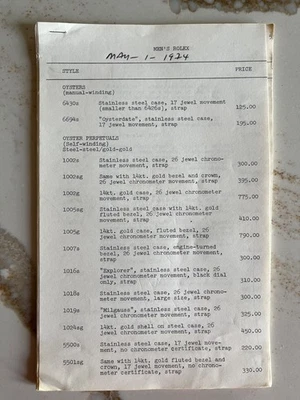 MEN'S ROLEX
MAY-1-1974
STYLE PRICE
OYSTERS
(manual-winding)
6430s Stainless steel case, 17 jewel movement
(smaller than 6426s), strap 125.00
6694s "Oysterdate", stainless steel case,
17 jewel movement, strap 195.00
OYSTER PERPETUALS
(Self-winding)
Steel-steel/gold-gold
1002s Stainless steel case, 26 jewel chrono-
meter movement, strap 300.00
1002sg Same with 14kt. gold bezel and crown,
26 jewel chronometer movement, strap 395.00
1002g 14kt. gold case, 26 jewel chronometer
movement, strap 775.00
1005sg Stainless steel case with 14kt. gold
fluted bezel, 26 jewel chronometer
movement, strap 410.00
1005g 14kt. gold case, fluted bezel, 26
jewel chronometer movement, strap 790.00
1007s Stainless steel case, engine-turned
bezel, 26 jewel chronometer movement,
strap 300.00
1016s "Explorer", stainless steel case, 26
jewel chronometer movement, black dial
only, strap 310.00
1018s Stainless steel case, 26 jewel chrono-
meter movement, large size, strap 300.00
1019s "Milgauss", stainless steel case, 26
jewel chronometer movement, strap 325.00
1024sg 14kt. gold shell on steel case, 26
jewel chronometer movement, strap 450.00
5500s Stainless steel case, 17 jewel move-
ment, no chronometer certificate, strap 220.00
5501sg Same with 14kt. gold fluted bezel and
crown, 17 jewel movement, no chrono-
meter certificate, strap 330.00